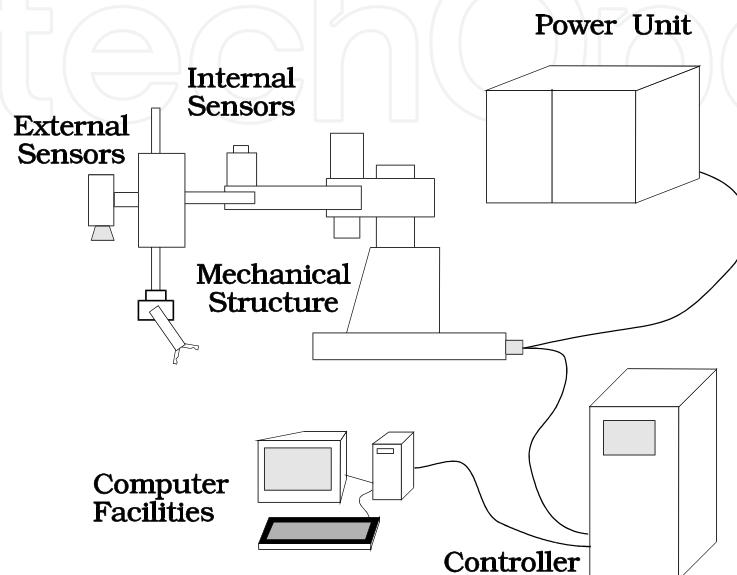 Power Unit
Internal
Sensors
External
Sensors
Mechanical
Structure
Computer
Facilities
Controller